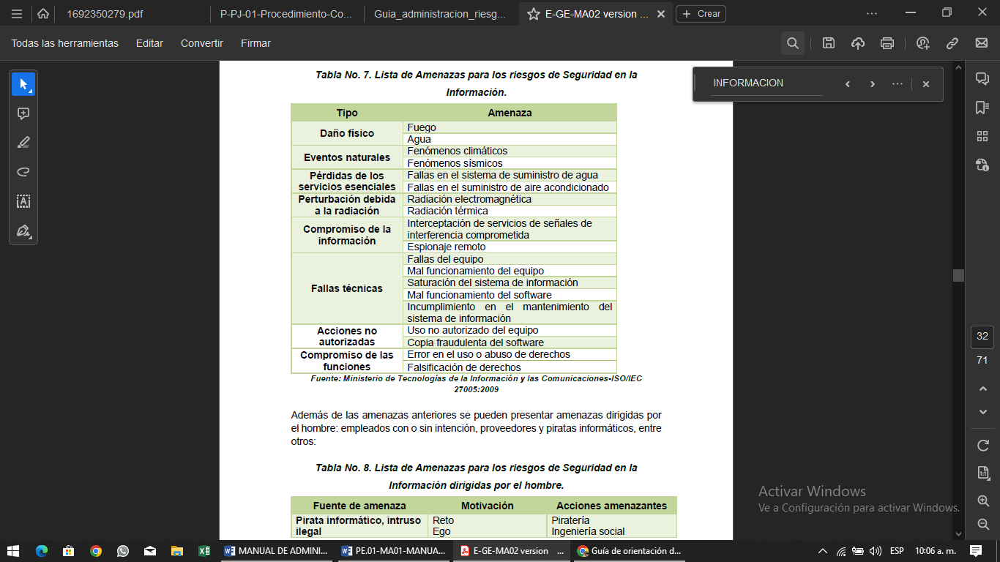 1692350279.pdf
P-PJ-01-Procedimiento-Co...
Guia_administracion_riesg...
E-GE-MA02 version ...
Crear
Todas las herramientas
Editar
Convertir
Firmar
INFORMACION
Tabla No. 7. Lista de Amenazas para los riesgos de Seguridad en la
Información.
Tipo
Amenaza
Daño físico
Fuego
Agua
Eventos naturales
Fenómenos climáticos
Fenómenos sísmicos
Pérdidas de los
servicios esenciales
Fallas en el sistema de suministro de agua
Fallas en el suministro de aire acondicionado
Perturbación debida
a la radiación
Radiación electromagnética
Radiación térmica
Compromiso de la
información
Interceptación de servicios de señales de
interferencia comprometida
Espionaje remoto
Fallas técnicas
Fallas del equipo
Mal funcionamiento del equipo
Saturación del sistema de información
Mal funcionamiento del software
Incumplimiento en el mantenimiento del
sistema de información
Acciones no
autorizadas
Uso no autorizado del equipo
Copia fraudulenta del software
Compromiso de las
funciones
Error en el uso o abuso de derechos
Falsificación de derechos
Fuente: Ministerio de Tecnologías de la Información y las Comunicaciones-ISO/IEC
27005:2009
Además de las amenazas anteriores se pueden presentar amenazas dirigidas por
el hombre: empleados con o sin intención, proveedores y piratas informáticos, entre
otros:
Tabla No. 8. Lista de Amenazas para los riesgos de Seguridad en la
Información dirigidas por el hombre.
Fuente de amenaza
Motivación
Acciones amenazantes
Pirata informático, intruso
ilegal
Reto
Ego
Piratería
Ingeniería social
32
71
1:1
Activar Windows
Ve a Configuración para activar Windows.
MANUAL DE ADMINI...
PE.01-MA01-MANUA...
E-GE-MA02 version ...
Guía de orientación d...
ESP
10:06 a. m.